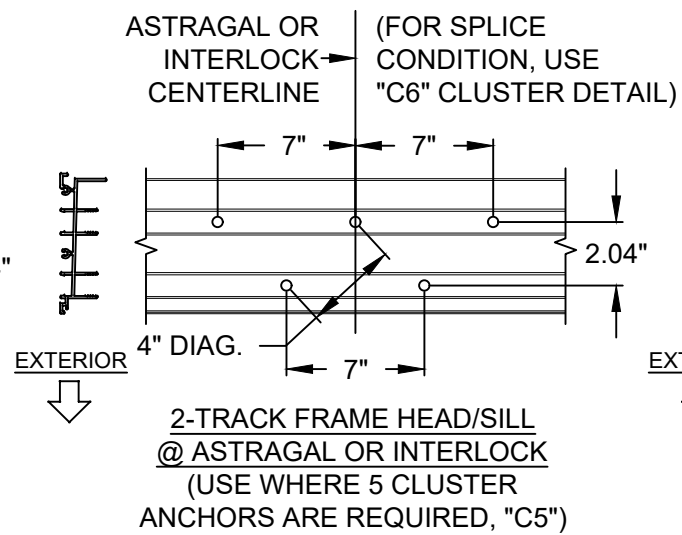 ASTRAGAL OR
INTERLOCK
CENTERLINE
(FOR SPLICE
CONDITION, USE
"C6" CLUSTER DETAIL)
7"
7"
2.04"
"
4" DIAG.
7"
EXTERIOR
EXT
2-TRACK FRAME HEAD/SILL
@ ASTRAGAL OR INTERLOCK
(USE WHERE 5 CLUSTER
ANCHORS ARE REQUIRED, "C5")